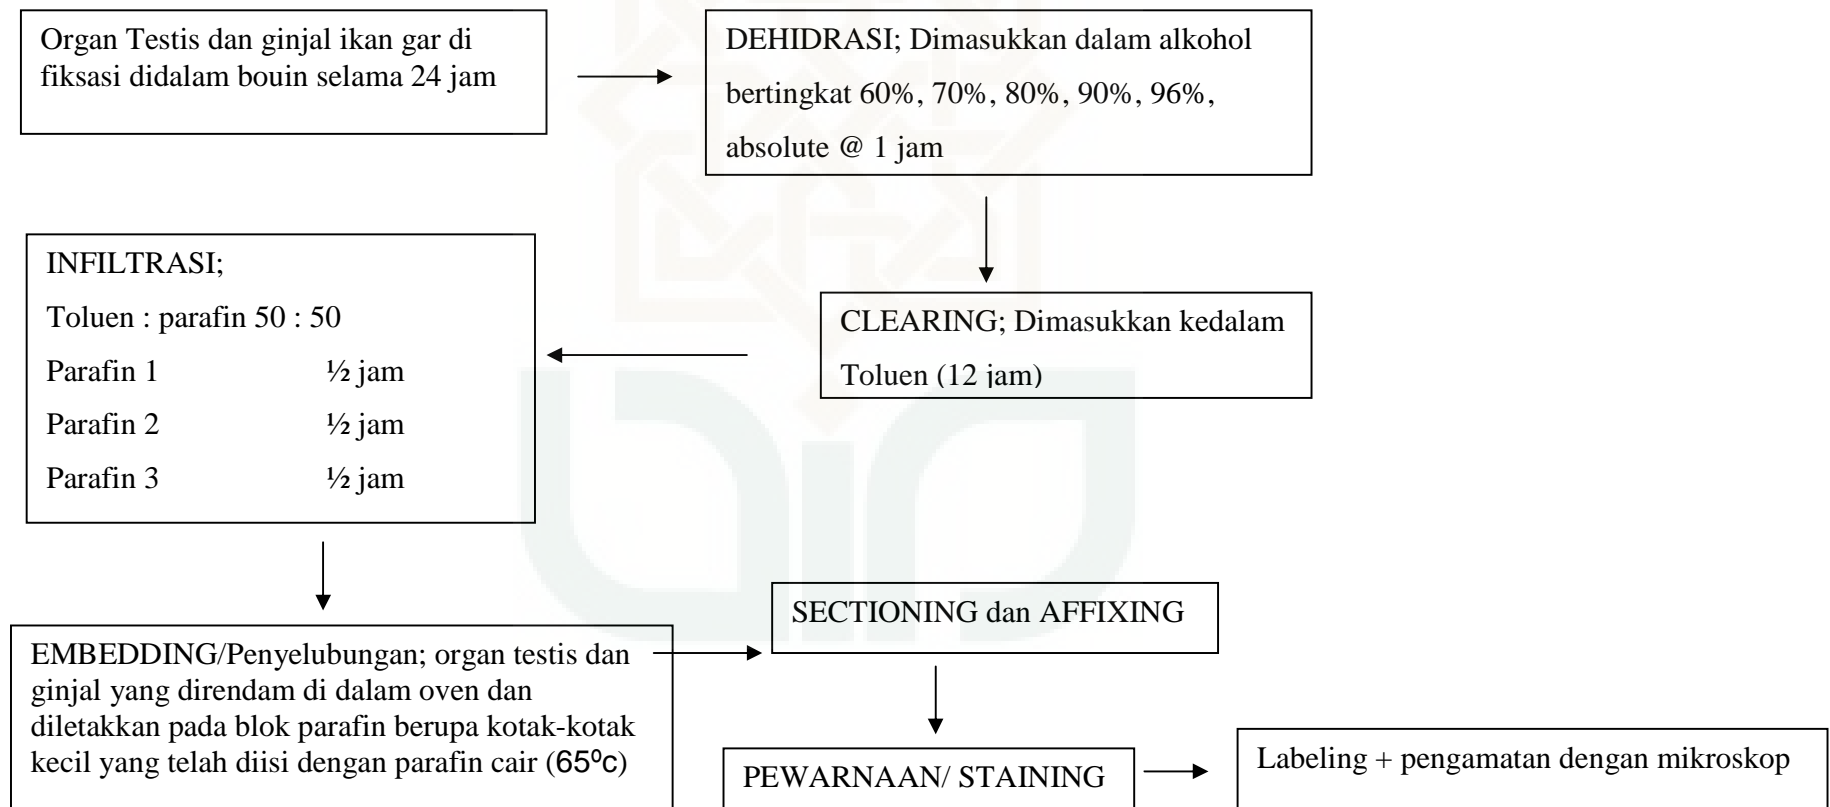 Organ Testis dan ginjal ikan gar di
fiksasi didalam bouin selama 24 jam
DEHIDRASI; Dimasukkan dalam alkohol
bertingkat 60%, 70%, 80%, 90%, 96%,
absolute @ 1 jam
CLEARING; Dimasukkan kedalam
Toluen (12 jam)
INFILTRASI;
Toluen : parafin 50 : 50
Parafin 1 ½ jam
Parafin 2 ½ jam
Parafin 3 ½ jam
EMBEDDING/Penyelubungan; organ testis dan
ginjal yang direndam di dalam oven dan
diletakkan pada blok parafin berupa kotak-kotak
kecil yang telah diisi dengan parafin cair (65⁰c)
SECTIONING dan AFFIXING
PEWARNAAN/ STAINING
Labeling + pengamatan dengan mikroskop